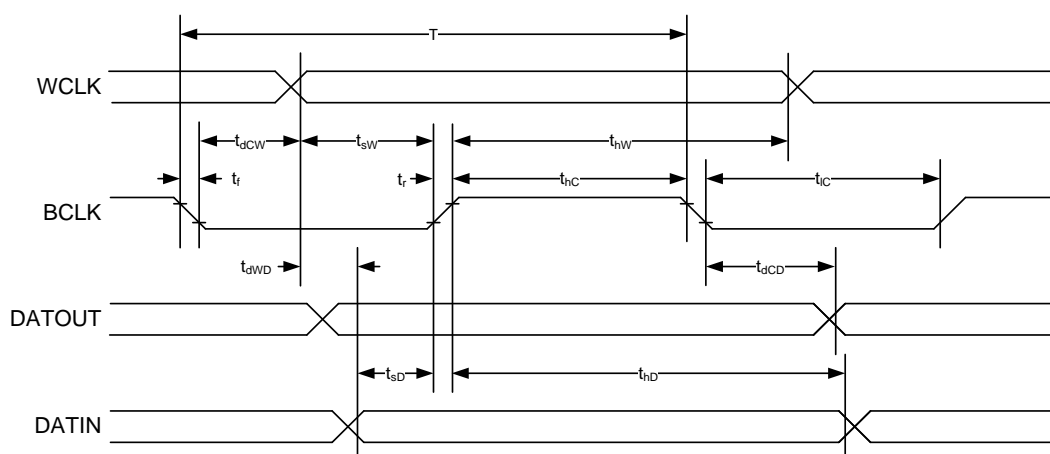 T
WCLK
tdCW
tsW
thW
tf
tr
thC
tlC
BCLK
tdWD
tdCD
DATOUT
tsD
thD
DATIN